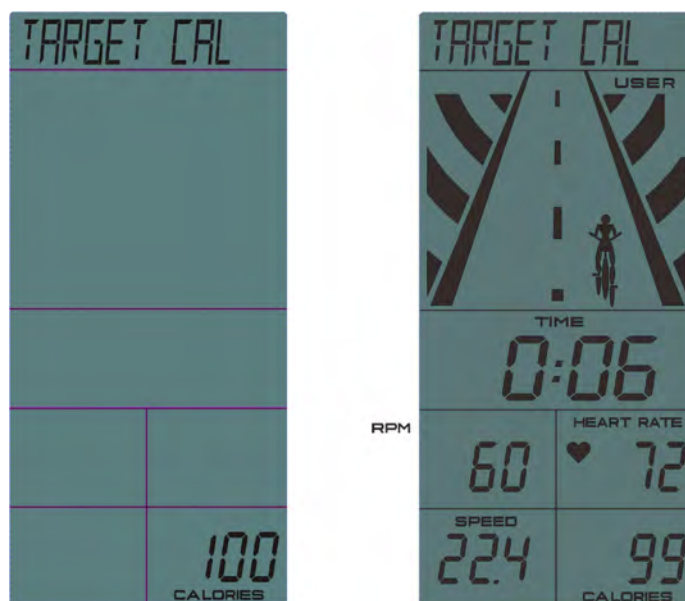 TARGET CAL
100
CALORIES
TARGET CAL
USER
TIME
0:06
RPM
60
HEART RATE
72
SPEED
22.4
99
CALORIES